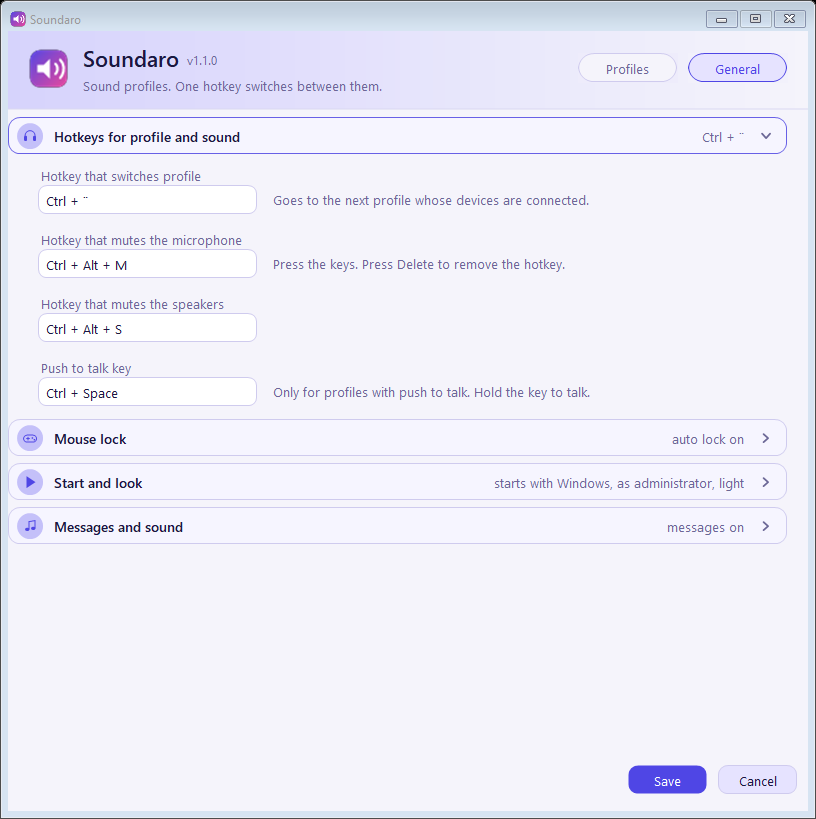 Soundaro
Soundaro v1.1.0
Sound profiles. One hotkey switches between them.
Profiles
General
Hotkeys for profile and sound
Ctrl + ¨
Hotkey that switches profile
Ctrl + ¨
Goes to the next profile whose devices are connected.
Hotkey that mutes the microphone
Ctrl + Alt + M
Press the keys. Press Delete to remove the hotkey.
Hotkey that mutes the speakers
Ctrl + Alt + S
Push to talk key
Ctrl + Space
Only for profiles with push to talk. Hold the key to talk.
Mouse lock
auto lock on
Start and look
starts with Windows, as administrator, light
Messages and sound
messages on
Save
Cancel